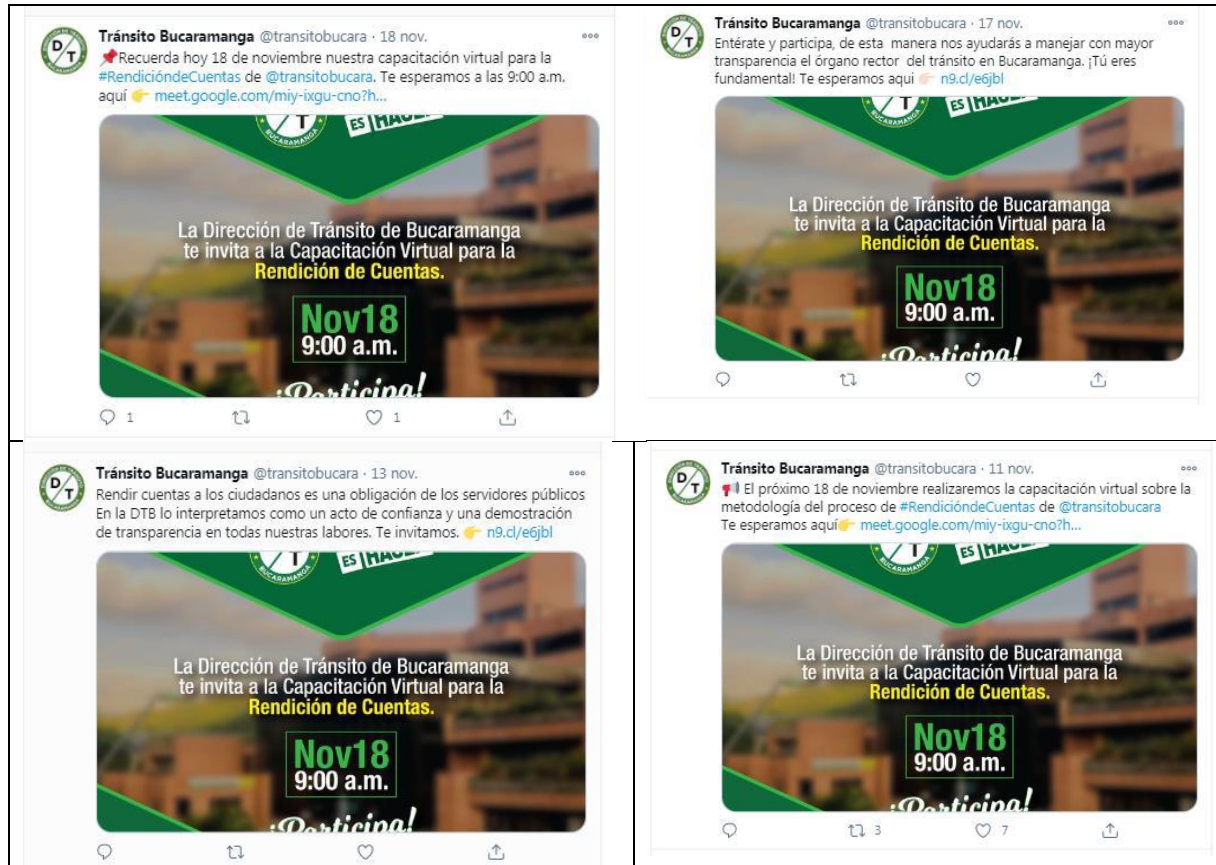 Tránsito Bucaramanga @transitobucara · 18 nov.
📌Recuerda hoy 18 de noviembre nuestra capacitación virtual para la
#RendicióndeCuentas de @transitobucara. Te esperamos a las 9:00 a.m.
aquí 👉 meet.google.com/miy-ixgu-cno?h...
D/T
BUCARAMANGA
ES HACER
La Dirección de Tránsito de Bucaramanga
te invita a la Capacitación Virtual para la
Rendición de Cuentas.
Nov18
9:00 a.m.
¡Participa!
1 1
Tránsito Bucaramanga @transitobucara · 17 nov.
Entérate y participa, de esta manera nos ayudarás a manejar con mayor
transparencia el órgano rector del tránsito en Bucaramanga. ¡Tú eres
fundamental! Te esperamos aqui 👉🏻 n9.cl/e6jbl
D/T
BUCARAMANGA
La Dirección de Tránsito de Bucaramanga
te invita a la Capacitación Virtual para la
Rendición de Cuentas.
Nov18
9:00 a.m.
¡Participa!
Tránsito Bucaramanga @transitobucara · 13 nov.
Rendir cuentas a los ciudadanos es una obligación de los servidores públicos
En la DTB lo interpretamos como un acto de confianza y una demostración
de transparencia en todas nuestras labores. Te invitamos. 👉 n9.cl/e6jbl
D/T
BUCARAMANGA
La Dirección de Tránsito de Bucaramanga
te invita a la Capacitación Virtual para la
Rendición de Cuentas.
Nov18
9:00 a.m.
¡Participa!
Tránsito Bucaramanga @transitobucara · 11 nov.
📢 El próximo 18 de noviembre realizaremos la capacitación virtual sobre la
metodología del proceso de #RendicióndeCuentas de @transitobucara
Te esperamos aquí👉 meet.google.com/miy-ixgu-cno?h...
D/T
BUCARAMANGA
La Dirección de Tránsito de Bucaramanga
te invita a la Capacitación Virtual para la
Rendición de Cuentas.
Nov18
9:00 a.m.
¡Participa!
3 7